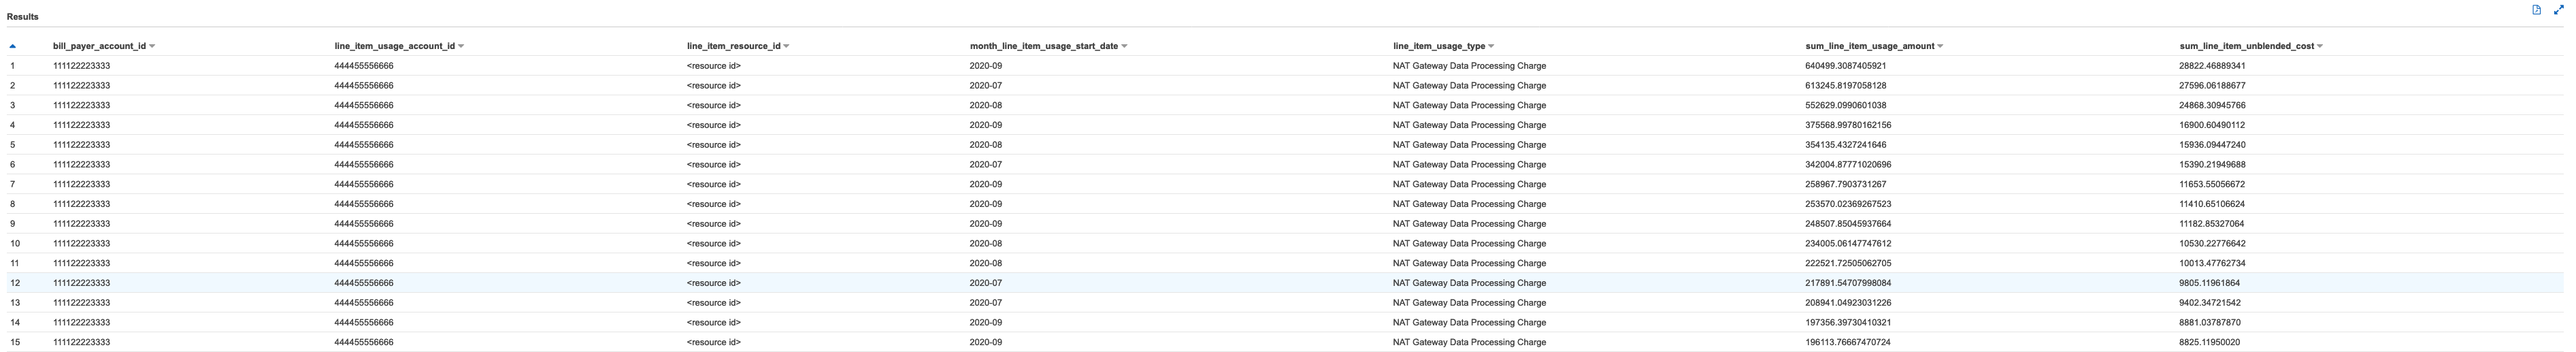 Results
bill_payer_account_id line_item_usage_account_id line_item_resource_id month_line_item_usage_start_date line_item_usage_type sum_line_item_usage_amount sum_line_item_unblended_cost
1 111122223333 444455556666 <resource id> 2020-09 NAT Gateway Data Processing Charge 640499.3087405921 28822.46889341
2 111122223333 444455556666 <resource id> 2020-07 NAT Gateway Data Processing Charge 613245.8197058128 27596.06188677
3 111122223333 444455556666 <resource id> 2020-08 NAT Gateway Data Processing Charge 552629.0990601038 24868.30945766
4 111122223333 444455556666 <resource id> 2020-09 NAT Gateway Data Processing Charge 375568.99780162156 16900.60490112
5 111122223333 444455556666 <resource id> 2020-08 NAT Gateway Data Processing Charge 354135.4327241646 15936.09447240
6 111122223333 444455556666 <resource id> 2020-07 NAT Gateway Data Processing Charge 342004.87771020696 15390.21949688
7 111122223333 444455556666 <resource id> 2020-09 NAT Gateway Data Processing Charge 258967.7903731267 11653.55056672
8 111122223333 444455556666 <resource id> 2020-09 NAT Gateway Data Processing Charge 253570.02369267523 11410.65106624
9 111122223333 444455556666 <resource id> 2020-09 NAT Gateway Data Processing Charge 248507.85045937664 11182.85327064
10 111122223333 444455556666 <resource id> 2020-08 NAT Gateway Data Processing Charge 234005.06147747612 10530.22776642
11 111122223333 444455556666 <resource id> 2020-08 NAT Gateway Data Processing Charge 222521.72505062705 10013.47762734
12 111122223333 444455556666 <resource id> 2020-07 NAT Gateway Data Processing Charge 217891.54707998084 9805.11961864
13 111122223333 444455556666 <resource id> 2020-07 NAT Gateway Data Processing Charge 208941.04923031226 9402.34721542
14 111122223333 444455556666 <resource id> 2020-09 NAT Gateway Data Processing Charge 197356.39730410321 8881.03787870
15 111122223333 444455556666 <resource id> 2020-09 NAT Gateway Data Processing Charge 196113.76667470724 8825.11950020